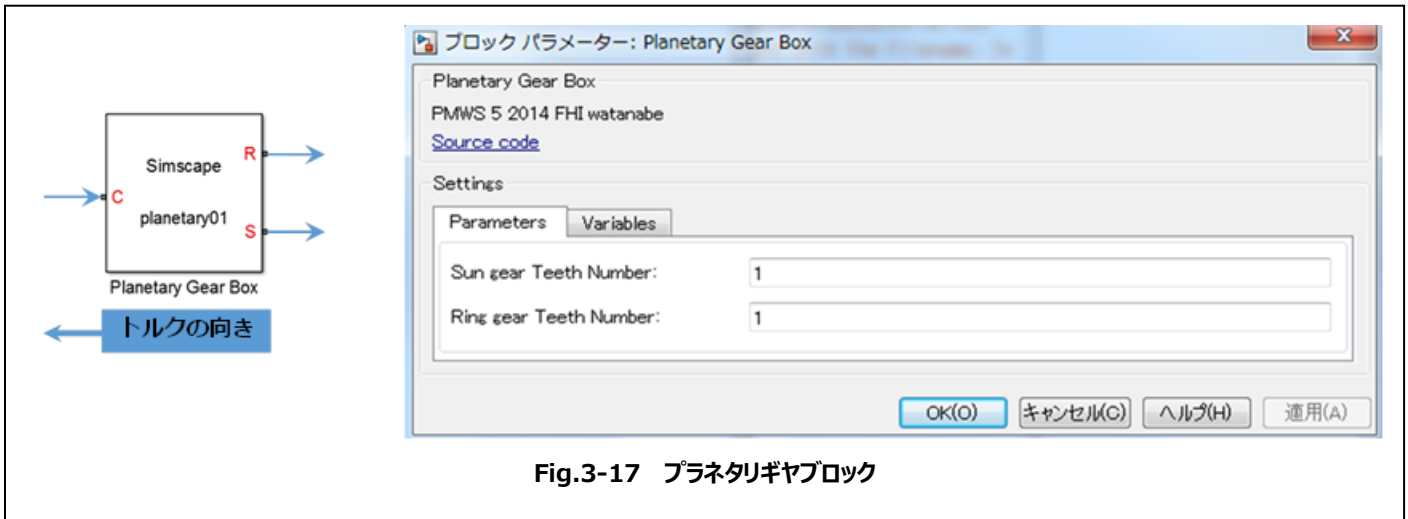 Simscape
R
C
planetary01
S
Planetary Gear Box
トルクの向き
ブロック パラメーター: Planetary Gear Box
Planetary Gear Box
PMWS 5 2014 FHI watanabe
Source code
Settings
Parameters
Variables
Sun gear Teeth Number:
1
Ring gear Teeth Number:
1
OK(O)
キャンセル(C)
ヘルプ(H)
適用(A)
Fig.3-17 プラネタリギヤブロック